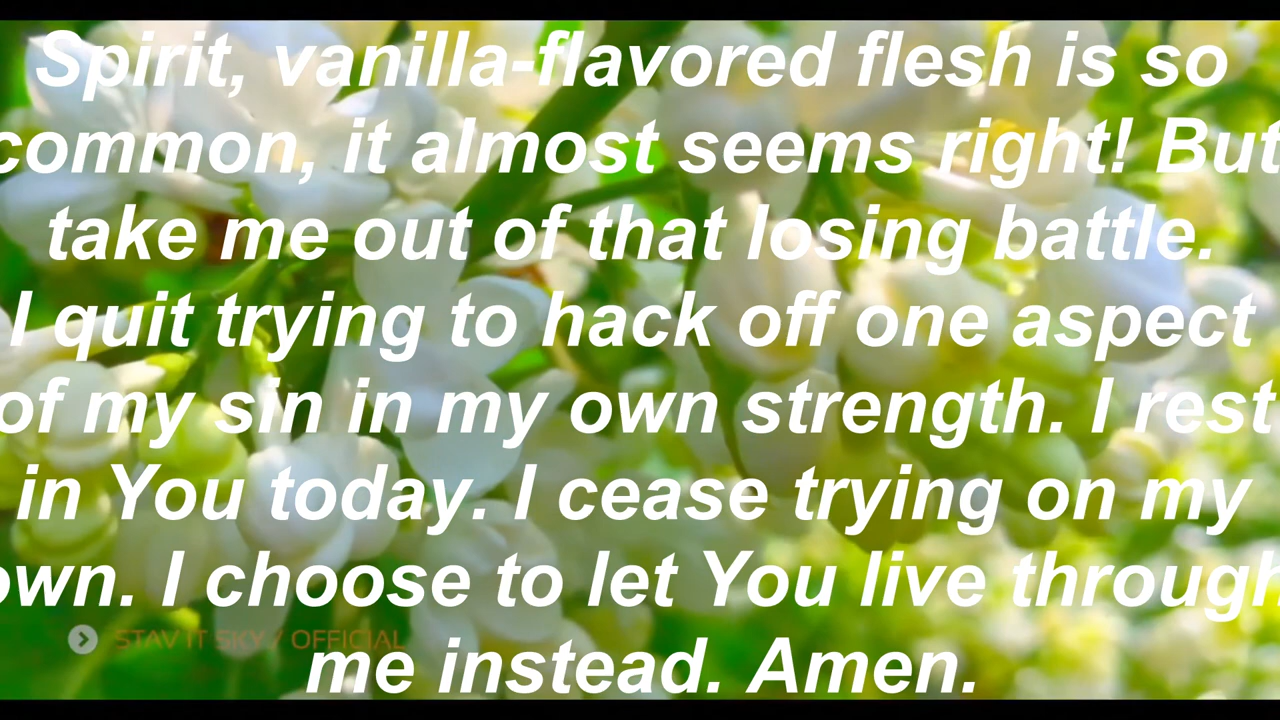 Spirit, vanilla-flavored flesh is so
common, it almost seems right! But
take me out of that losing battle.
I quit trying to hack off one aspect
of my sin in my own strength. I rest
in You today. I cease trying on my
own. I choose to let You live through
me instead. Amen.
STAV IT SKY / OFFICIAL